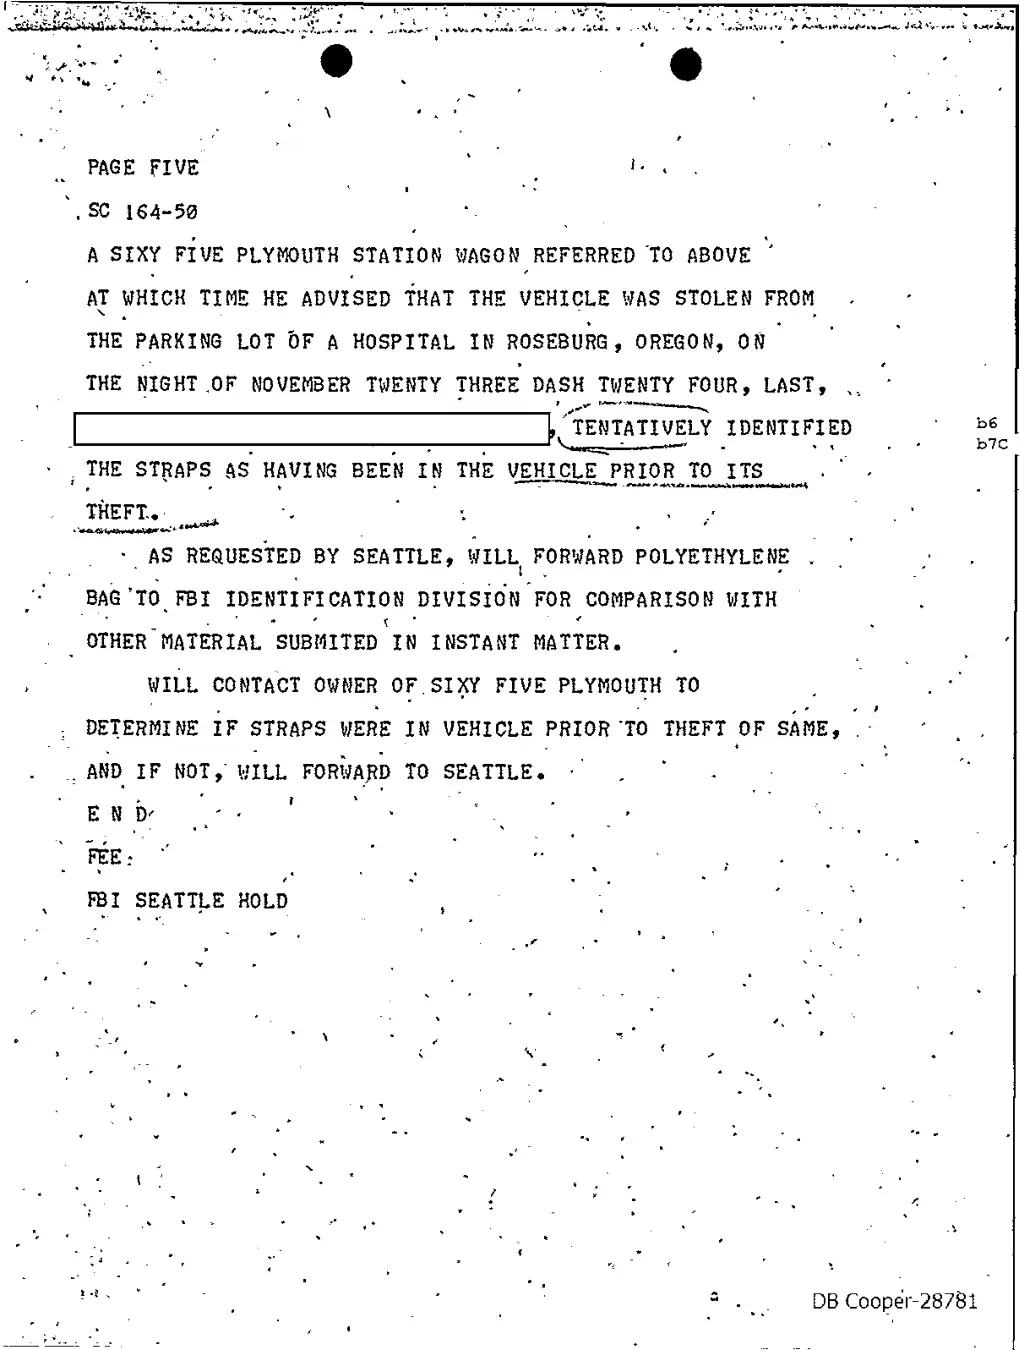 PAGE FIVE
SC 164-50
A SIXY FIVE PLYMOUTH STATION WAGON REFERRED TO ABOVE
AT WHICH TIME HE ADVISED THAT THE VEHICLE WAS STOLEN FROM
THE PARKING LOT OF A HOSPITAL IN ROSEBURG, OREGON, ON
THE NIGHT OF NOVEMBER TWENTY THREE DASH TWENTY FOUR, LAST,
, TENTATIVELY IDENTIFIED
b6
b7C
THE STRAPS AS HAVING BEEN IN THE VEHICLE PRIOR TO ITS
THEFT.
AS REQUESTED BY SEATTLE, WILL FORWARD POLYETHYLENE
BAG TO FBI IDENTIFICATION DIVISION FOR COMPARISON WITH
OTHER MATERIAL SUBMITED IN INSTANT MATTER.
WILL CONTACT OWNER OF SIXY FIVE PLYMOUTH TO
DETERMINE IF STRAPS WERE IN VEHICLE PRIOR TO THEFT OF SAME,
AND IF NOT, WILL FORWARD TO SEATTLE.
E N D
FEE
FBI SEATTLE HOLD
DB Cooper-28781